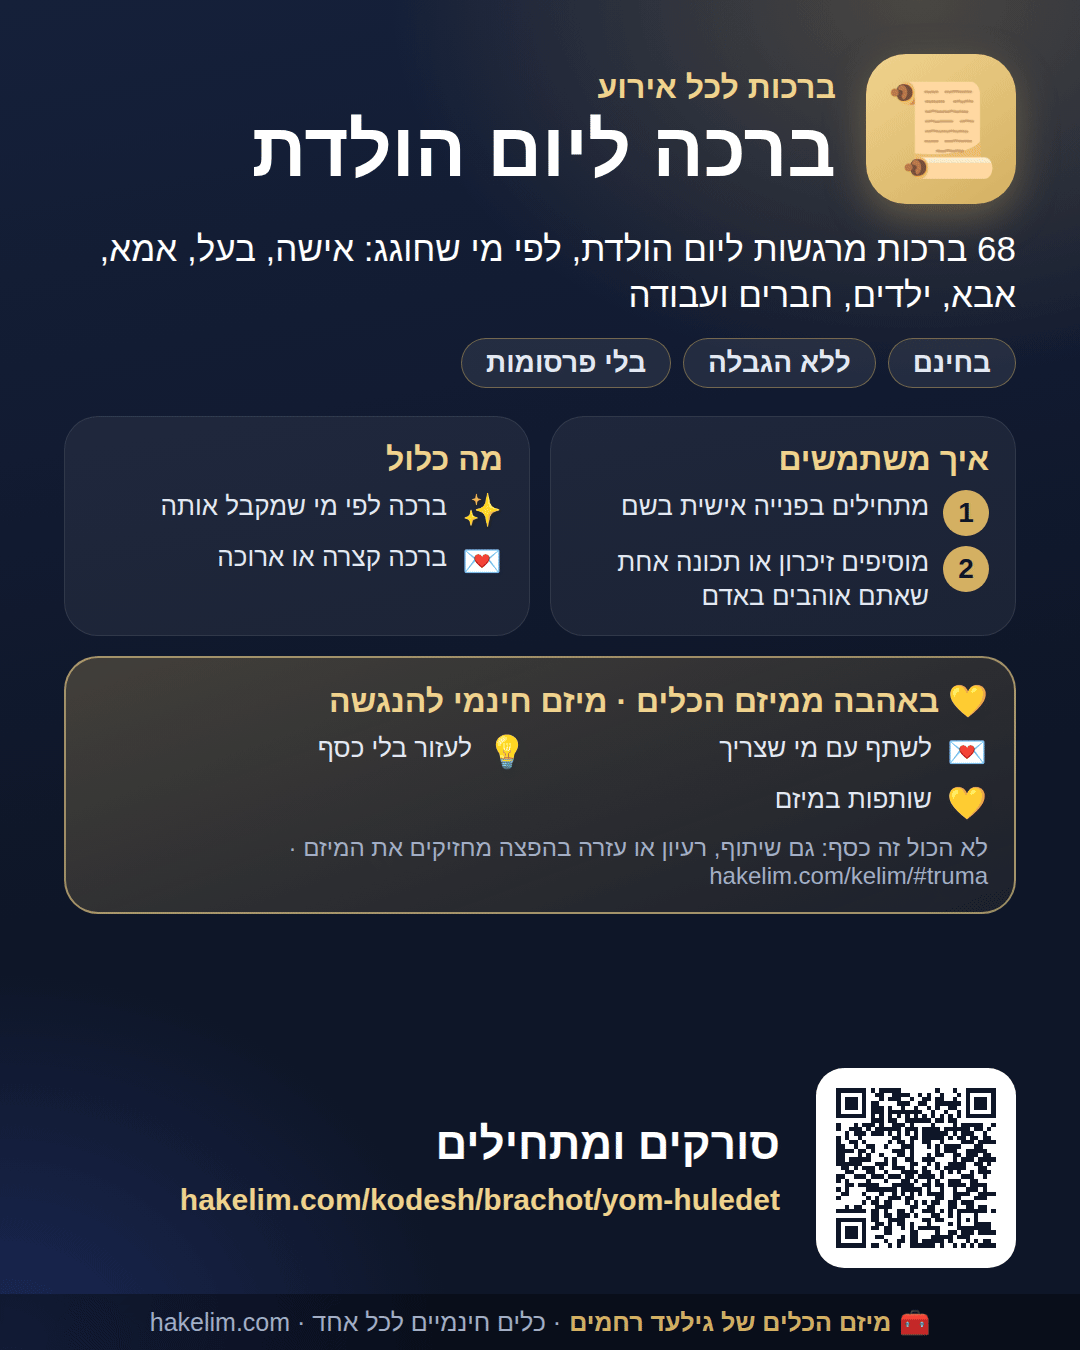 ברכות לכל אירוע
ברכה ליום הולדת
68 ברכות מרגשות ליום הולדת, לפי מי שחוגג: אישה, בעל, אמא,
אבא, ילדים, חברים ועבודה
בחינם
ללא הגבלה
בלי פרסומות
איך משתמשים
1 מתחילים בפנייה אישית בשם
2 מוסיפים זיכרון או תכונה אחת
שאתם אוהבים באדם
מה כלול
ברכה לפי מי שמקבל אותה
ברכה קצרה או ארוכה
באהבה ממיזם הכלים · מיזם חינמי להנגשה
לשתף עם מי שצריך
לעזור בלי כסף
שותפות במיזם
לא הכול זה כסף: גם שיתוף, רעיון או עזרה בהפצה מחזיקים את המיזם ·
hakelim.com/kelim/#truma
סורקים ומתחילים
hakelim.com/kodesh/brachot/yom-huledet
מיזם הכלים של גילעד רחמים · כלים חינמיים לכל אחד · hakelim.com